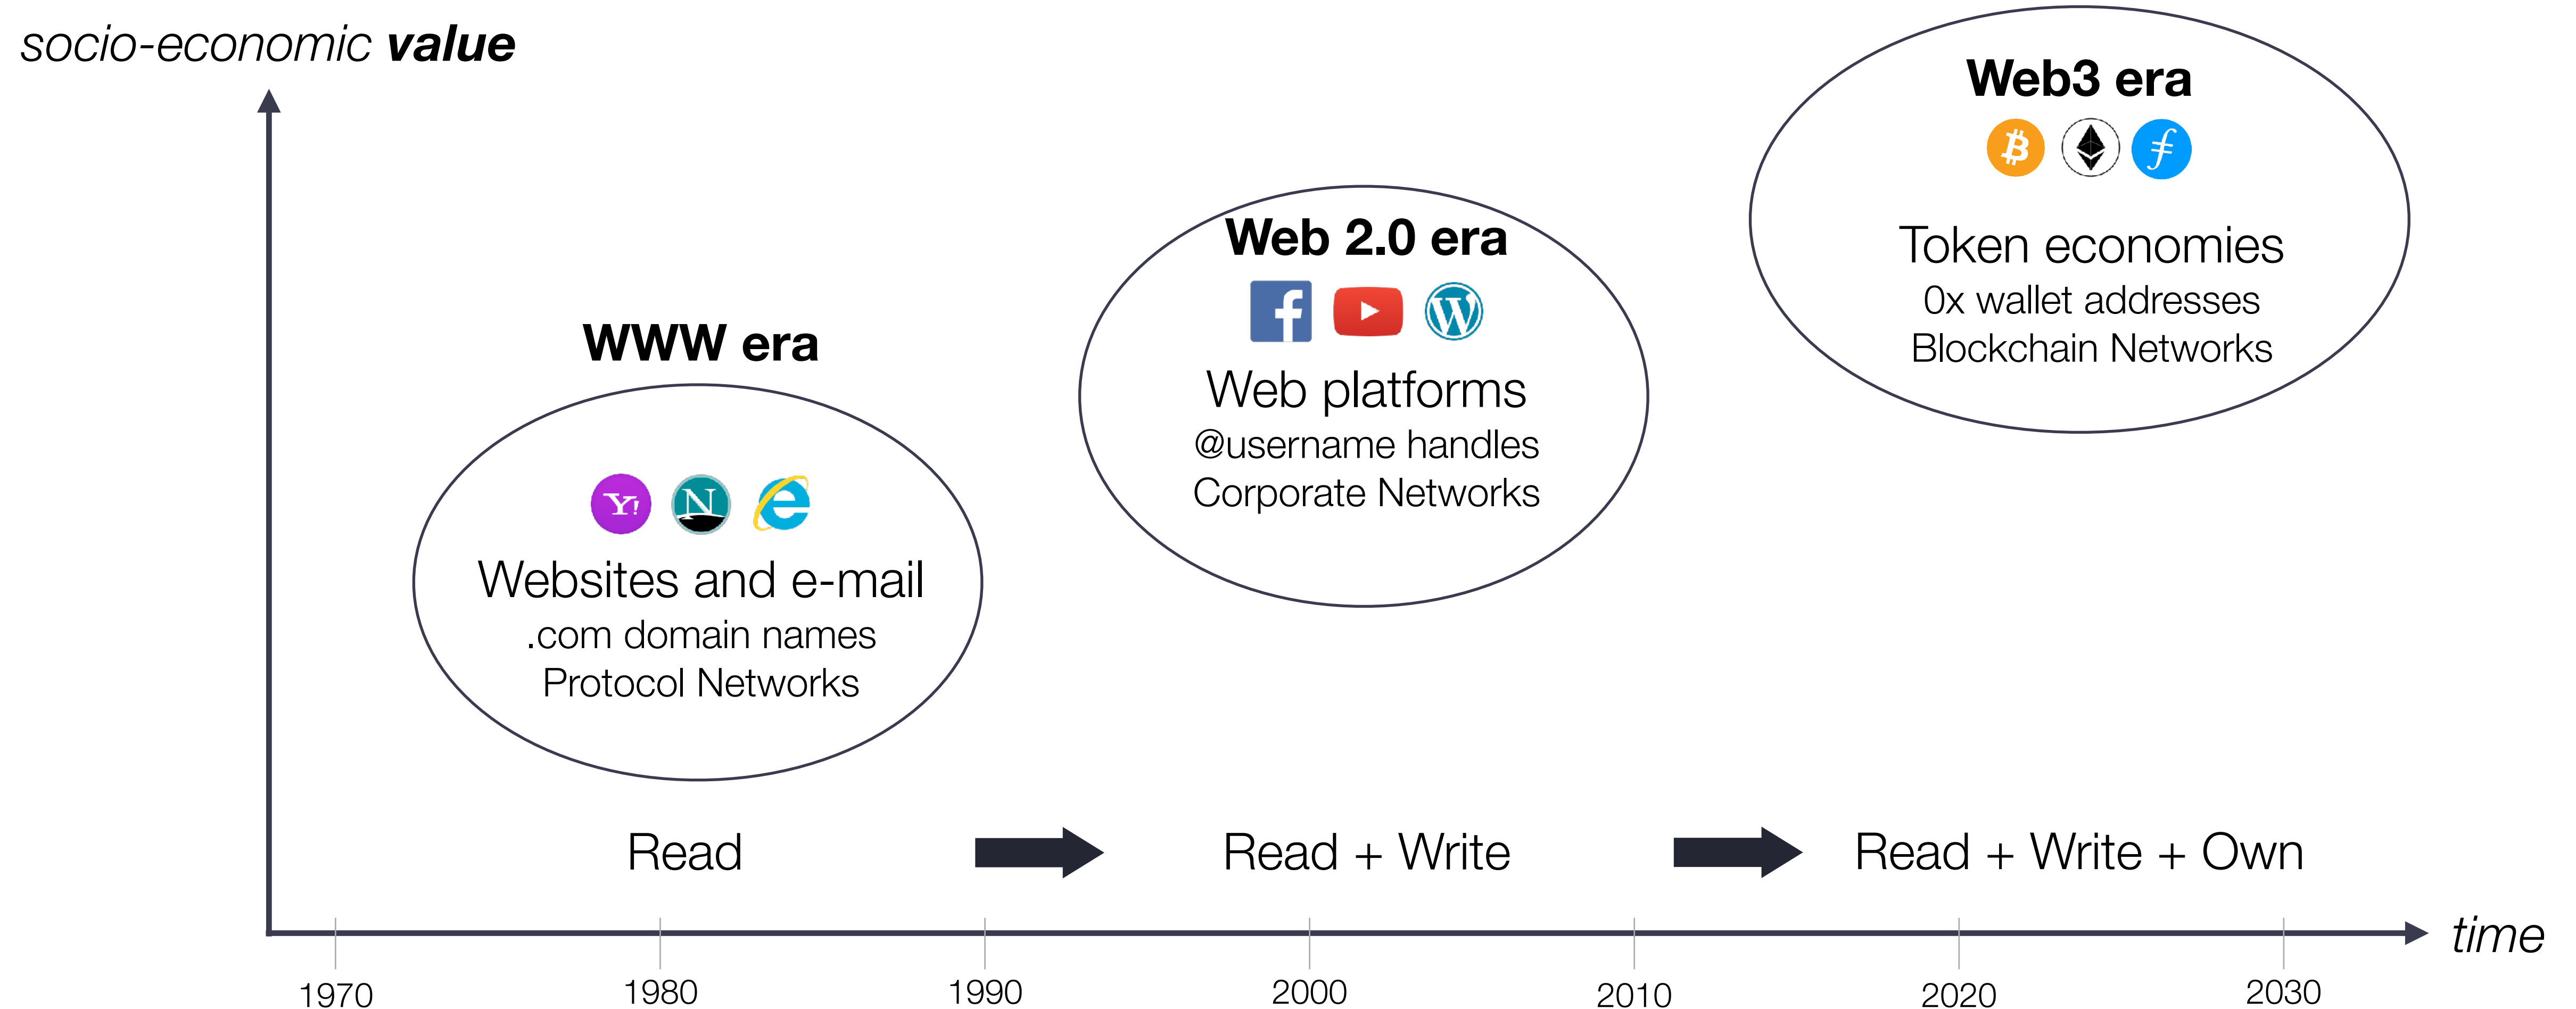 socio-economic value
WWW era
Y!
N
e
Websites and e-mail
.com domain names
Protocol Networks
Web 2.0 era
f
W
Web platforms
@username handles
Corporate Networks
Web3 era
Token economies
0x wallet addresses
Blockchain Networks
Read
Read + Write
Read + Write + Own
time
1970
1980
1990
2000
2010
2020
2030